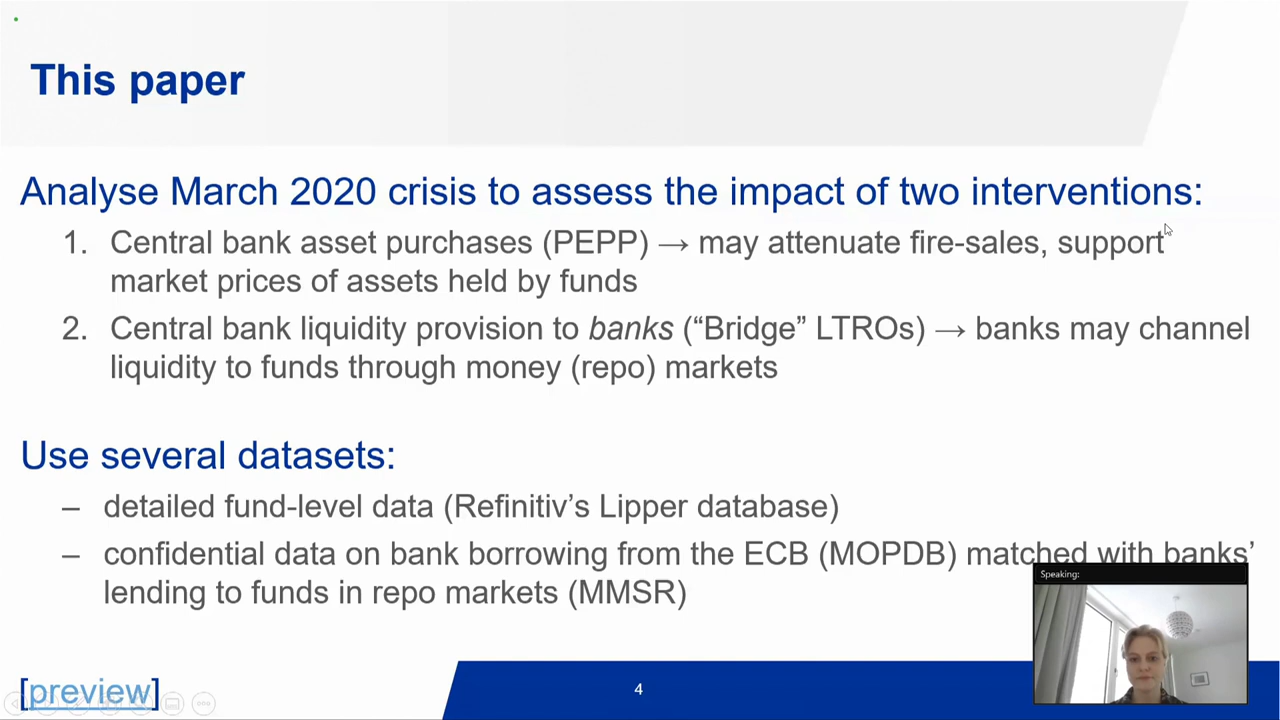 This paper
Analyse March 2020 crisis to assess the impact of two interventions:
1. Central bank asset purchases (PEPP) → may attenuate fire-sales, support
market prices of assets held by funds
2. Central bank liquidity provision to banks (“Bridge” LTROs) → banks may channel
liquidity to funds through money (repo) markets
Use several datasets:
– detailed fund-level data (Refinitiv’s Lipper database)
– confidential data on bank borrowing from the ECB (MOPDB) matched with banks’
lending to funds in repo markets (MMSR)
Speaking:
[preview]
4